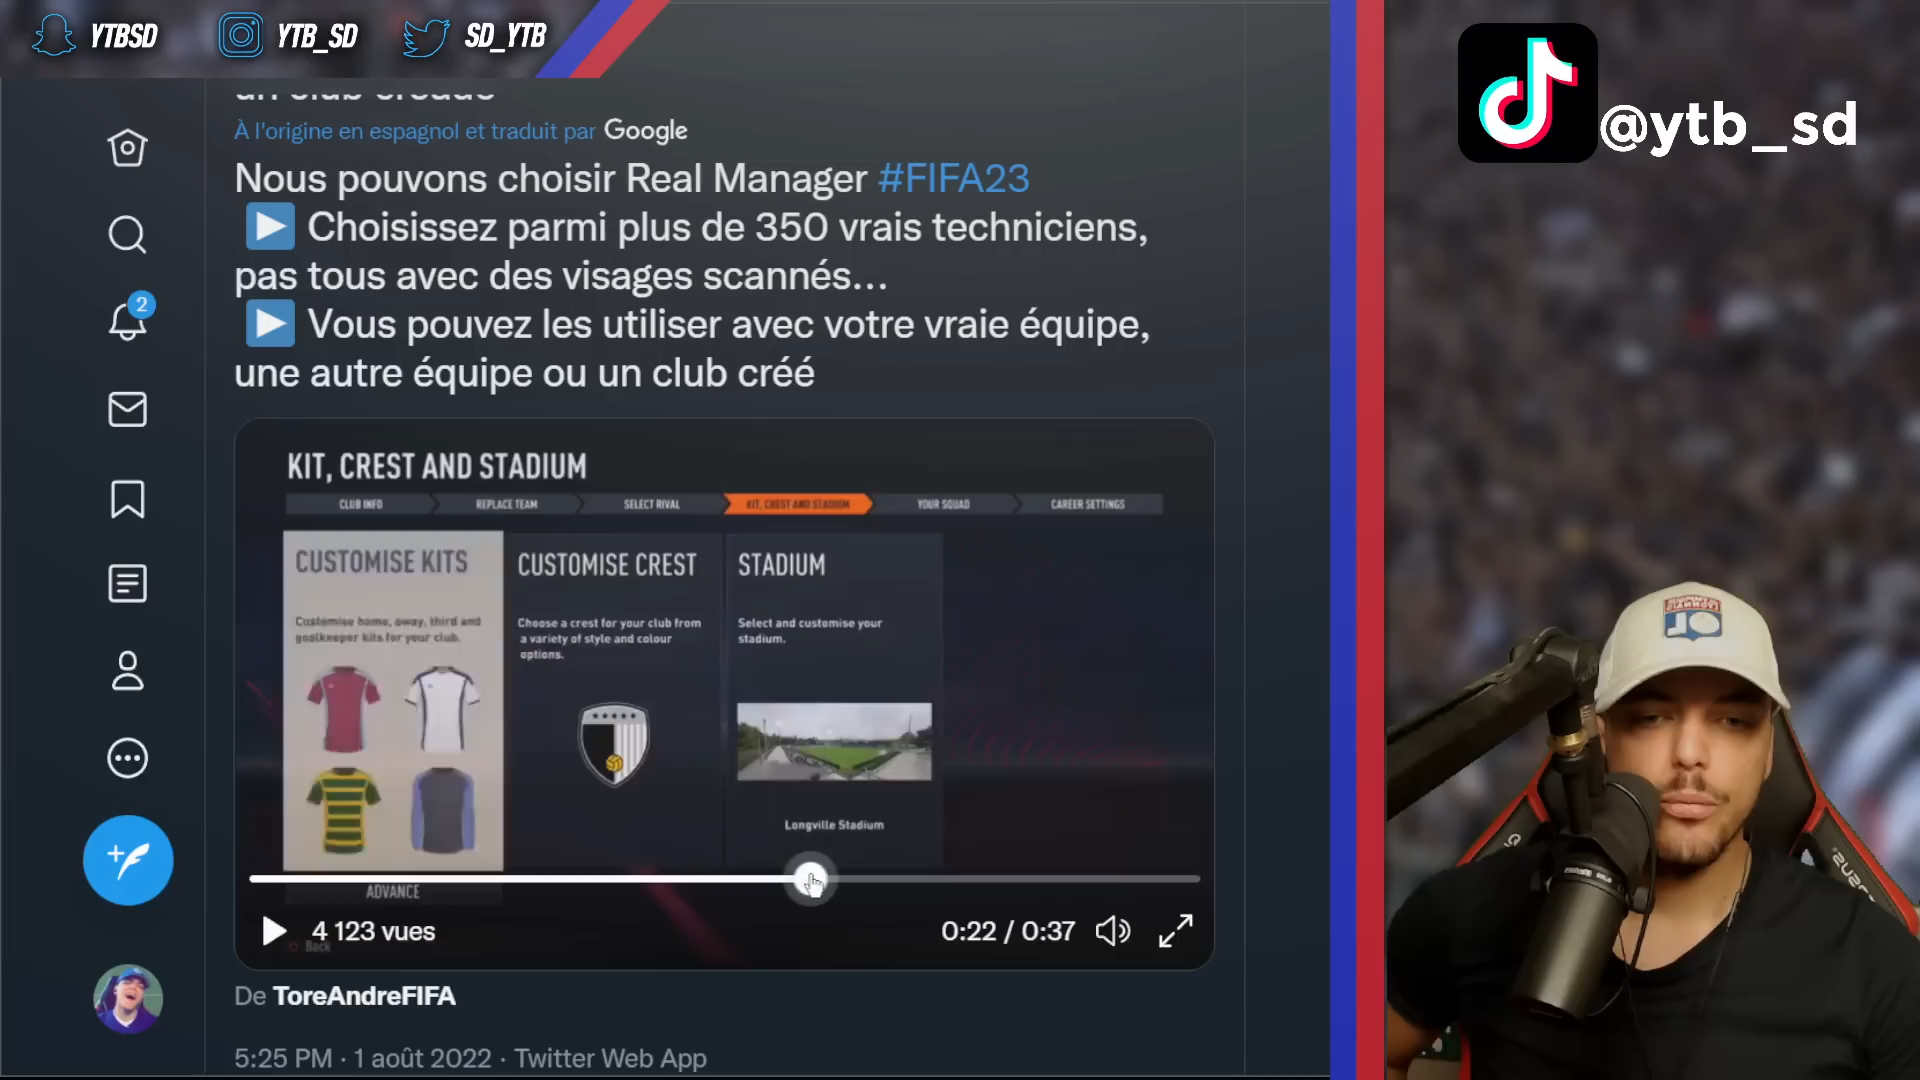 YTBSD
YTB_SD
SD_YTB
@ytb_sd
À l'origine en espagnol et traduit par Google
Nous pouvons choisir Real Manager #FIFA23
Choisissez parmi plus de 350 vrais techniciens,
pas tous avec des visages scannés...
Vous pouvez les utiliser avec votre vraie équipe,
une autre équipe ou un club créé
2
KIT, CREST AND STADIUM
CLUB INFO
REPLACE TEAM
SELECT RIVAL
KIT, CREST AND STADIUM
YOUR SQUAD
CAREER SETTINGS
CUSTOMISE KITS
Customise home, away, third and
goalkeeper kits for your club.
CUSTOMISE CREST
Choose a crest for your club from
a variety of style and colour
options.
STADIUM
Select and customise your
stadium.
Longville Stadium
ADVANCE
Back
4 123 vues
0:22 / 0:37
De ToreAndreFIFA
5:25 PM · 1 août 2022 · Twitter Web App